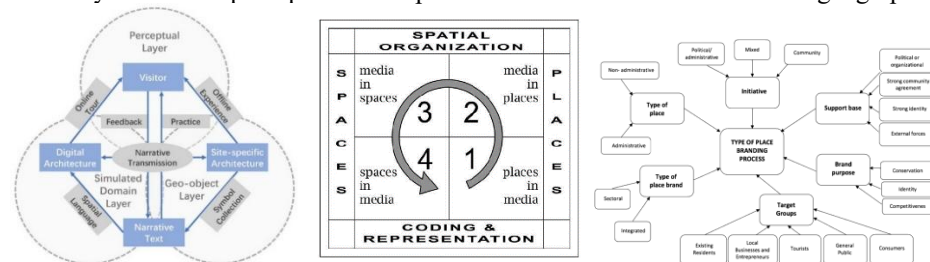 Perceptual
Layer
Visitor
Online
Tour
Offline
Experience
Feedback
Practice
Digital
Architecture
Narrative
Transmission
Site-specific
Architecture
Simulated
Domain
Layer
Geo-object
Layer
Spatial
Language
Symbol
Collection
Narrative
Text
SPATIAL
ORGANIZATION
SPACES
PLACES
media
in
spaces
media
in
places
3
2
4
1
spaces
in
media
places
in
media
CODING &
REPRESENTATION
Political/
administrative
Mixed
Community
Non- administrative
Initiative
Political or
organizational
Strong community
agreement
Type of
place
Support base
Strong identity
Administrative
TYPE OF PLACE
BRANDING
PROCESS
External forces
Type of
place brand
Brand
purpose
Conservation
Sectoral
Identity
Integrated
Target
Groups
Competitiveness
Existing
Residents
Local
Businesses and
Entrepreneurs
Tourists
General
Public
Consumers